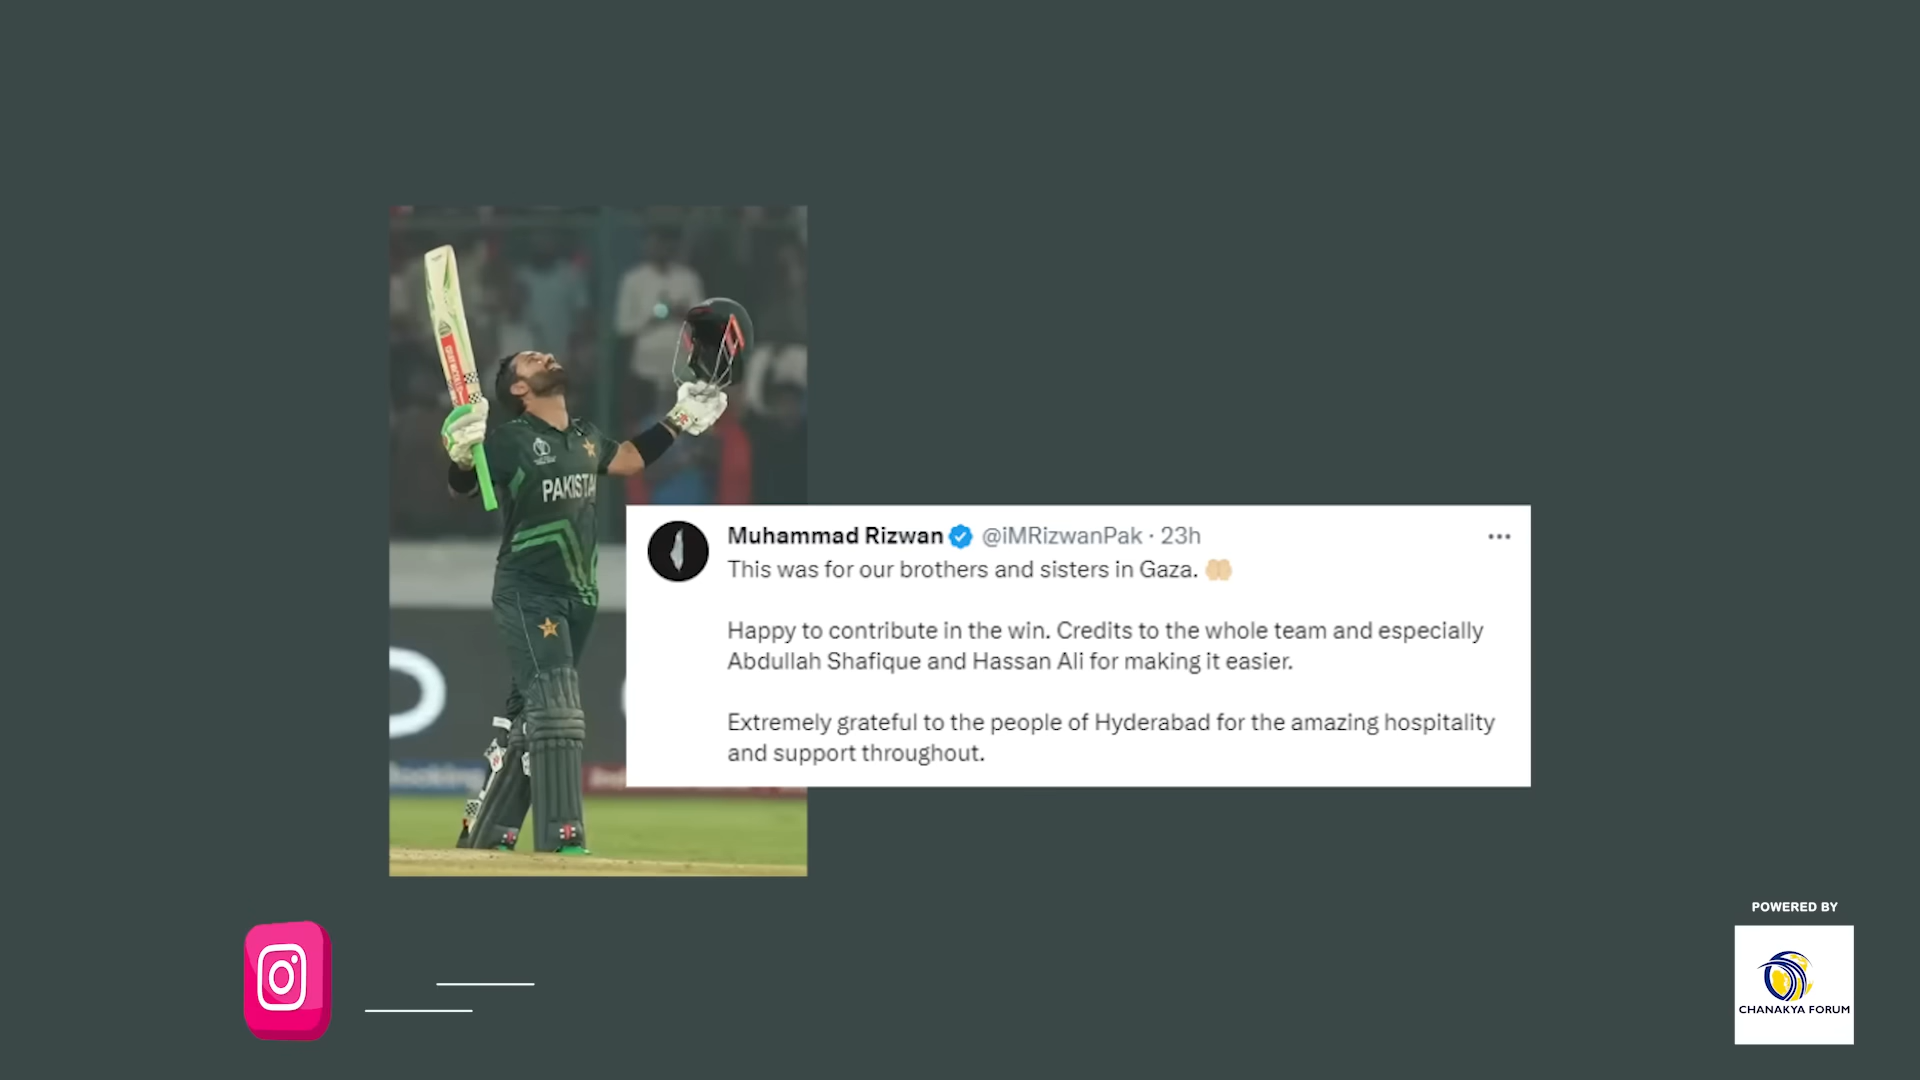 PAKISTA
Muhammad Rizwan @iMRizwanPak · 23h
This was for our brothers and sisters in Gaza. 🤲🏼
Happy to contribute in the win. Credits to the whole team and especially
Abdullah Shafique and Hassan Ali for making it easier.
Extremely grateful to the people of Hyderabad for the amazing hospitality
and support throughout.
POWERED BY
CHANAKYA FORUM